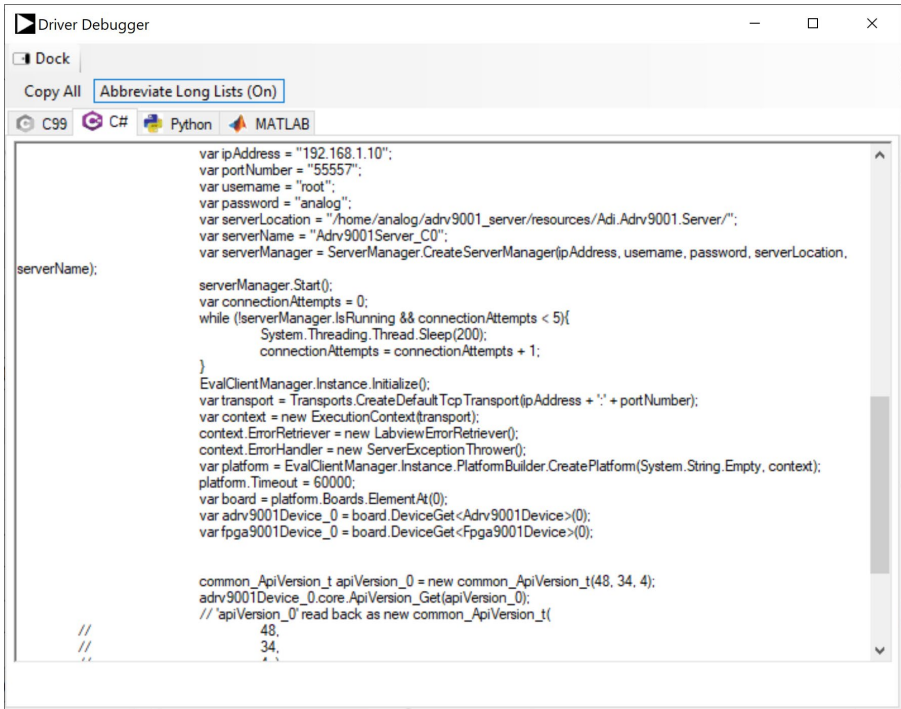 Driver Debugger
Dock
Copy All Abbreviate Long Lists (On)
C99 C# Python MATLAB
var ipAddress = "192.168.1.10";
var portNumber = "55557";
var username = "root";
var password = "analog";
var serverLocation = "/home/analog/adrv9001_server/resources/Adi.Adrv9001.Server/";
var serverName = "Adrv9001Server_C0";
var serverManager = ServerManager.CreateServerManager(ipAddress, username, password, serverLocation,
serverName);
serverManager.Start();
var connectionAttempts = 0;
while (!serverManager.IsRunning && connectionAttempts < 5){
System.Threading.Thread.Sleep(200);
connectionAttempts = connectionAttempts + 1;
}
EvalClientManager.Instance.Initialize();
var transport = Transports.CreateDefaultTcpTransport(ipAddress + ':' + portNumber);
var context = new ExecutionContext(transport);
context.ErrorRetriever = new LabviewErrorRetriever();
context.ErrorHandler = new ServerExceptionThrower();
var platform = EvalClientManager.Instance.PlatformBuilder.CreatePlatform(System.String.Empty, context);
platform.Timeout = 60000;
var board = platform.Boards.ElementAt(0);
var adrv9001Device_0 = board.DeviceGet<Adrv9001Device>(0);
var fpga9001Device_0 = board.DeviceGet<Fpga9001Device>(0);
common_ApiVersion_t apiVersion_0 = new common_ApiVersion_t(48, 34, 4);
adrv9001Device_0.core.ApiVersion_Get(apiVersion_0);
// 'apiVersion_0' read back as new common_ApiVersion_t(
// 48,
// 34,